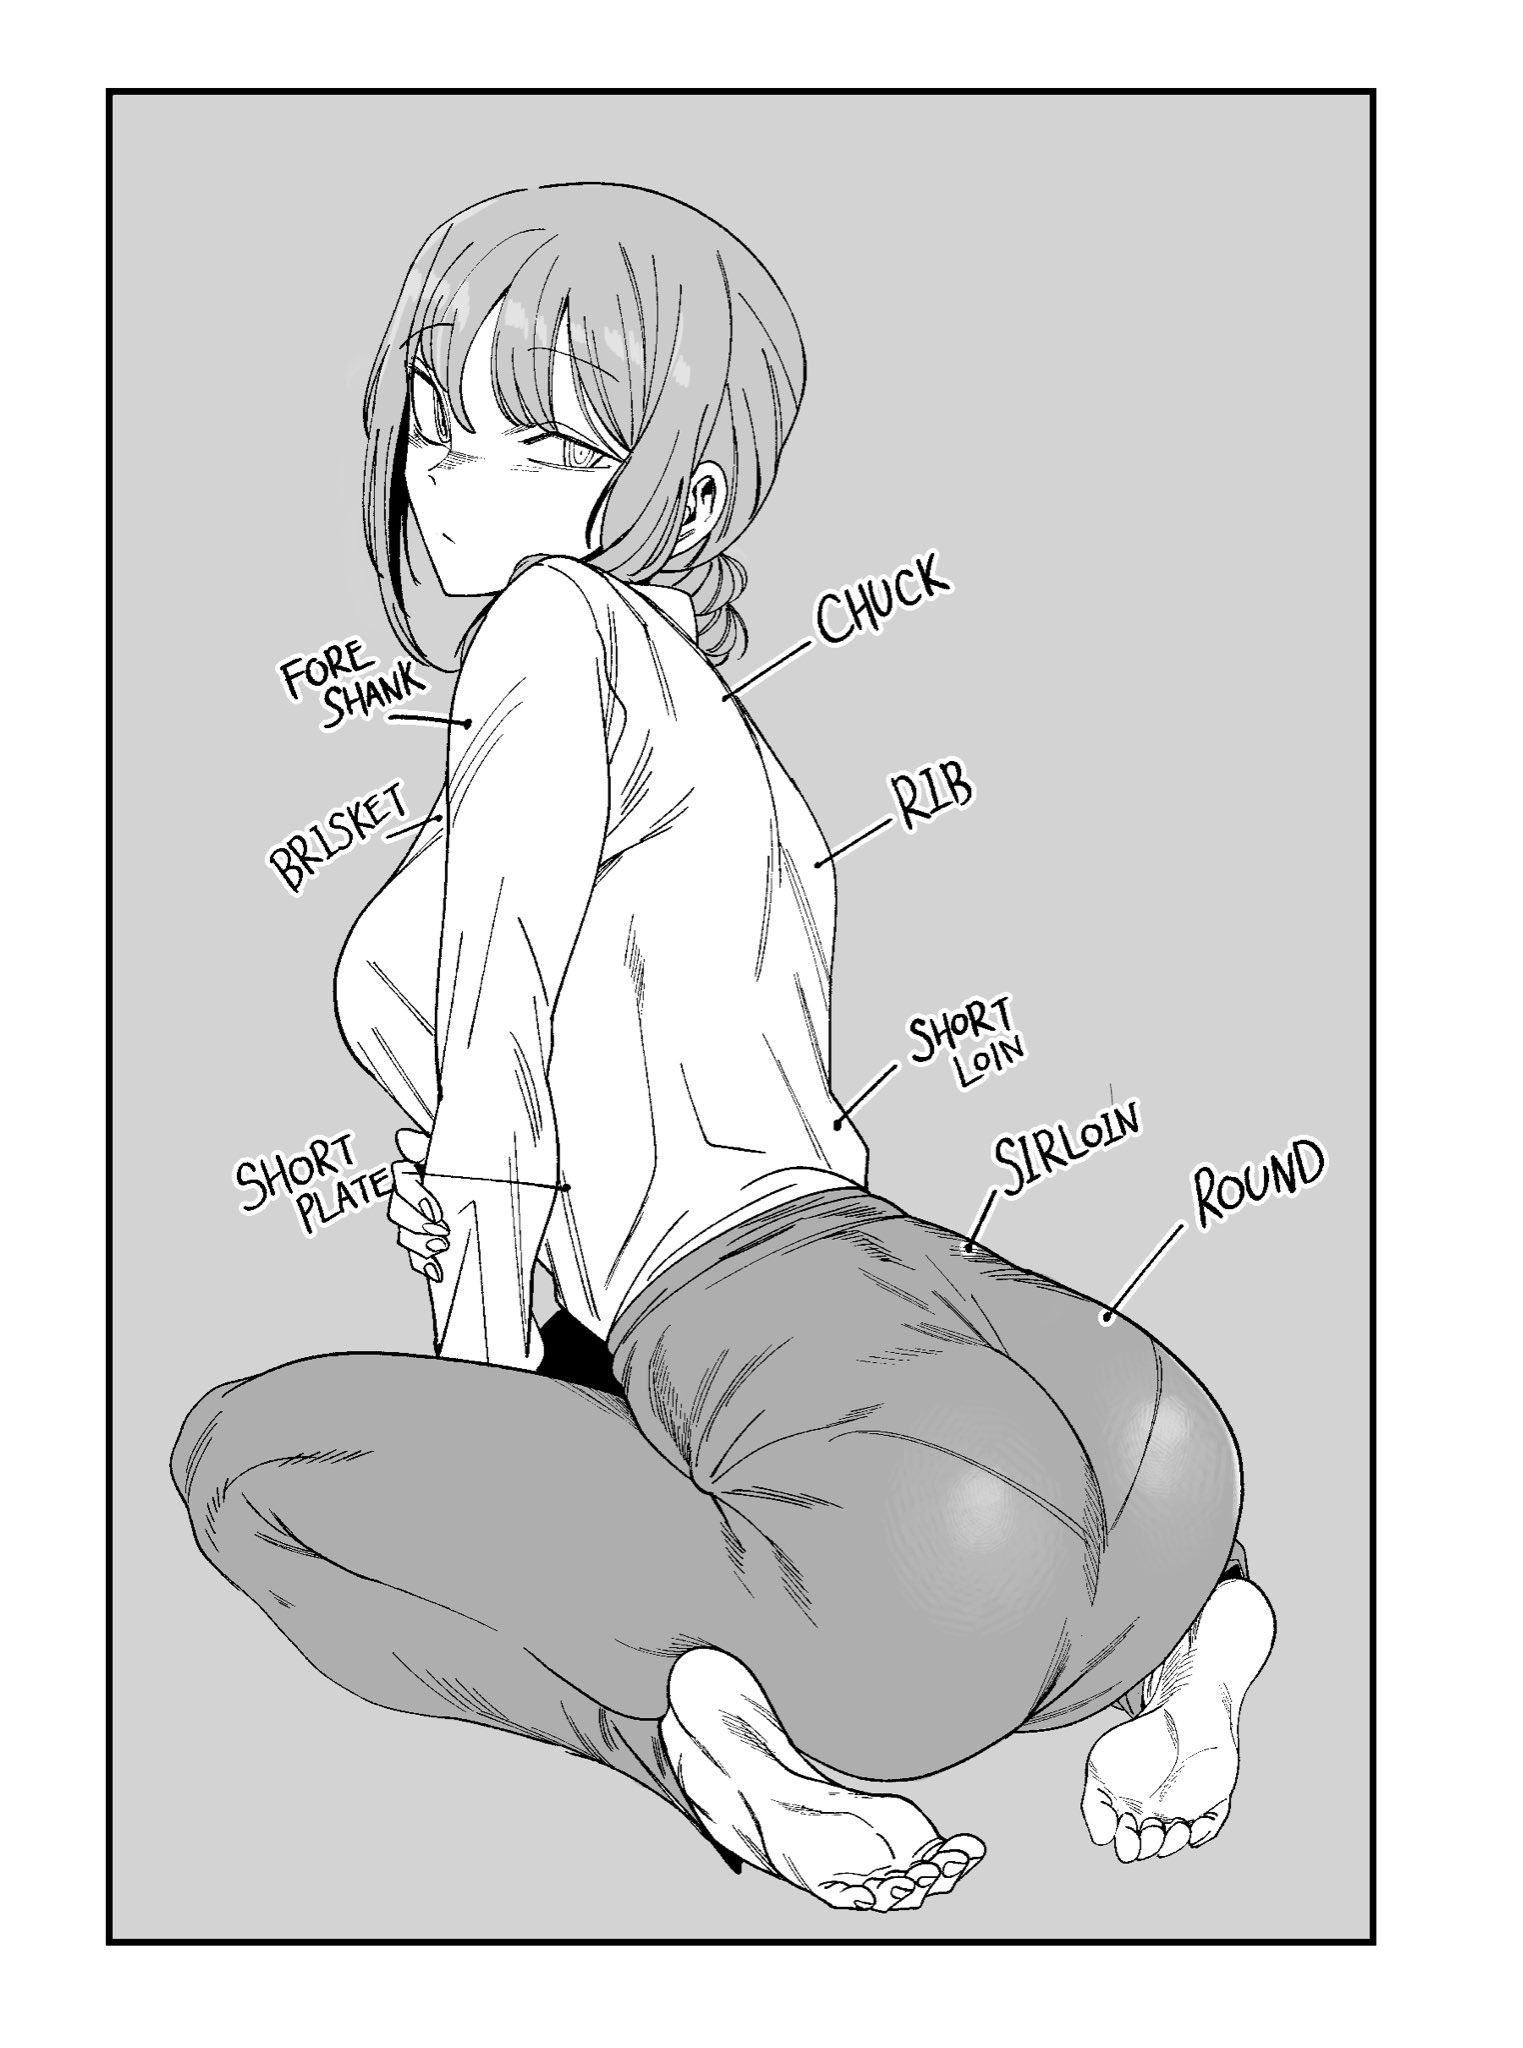 CHUCK
FORE
SHANK
RIB
BRISKET
SHORT
LOIN
SIRLOIN
SHORT
PLATE
ROUND